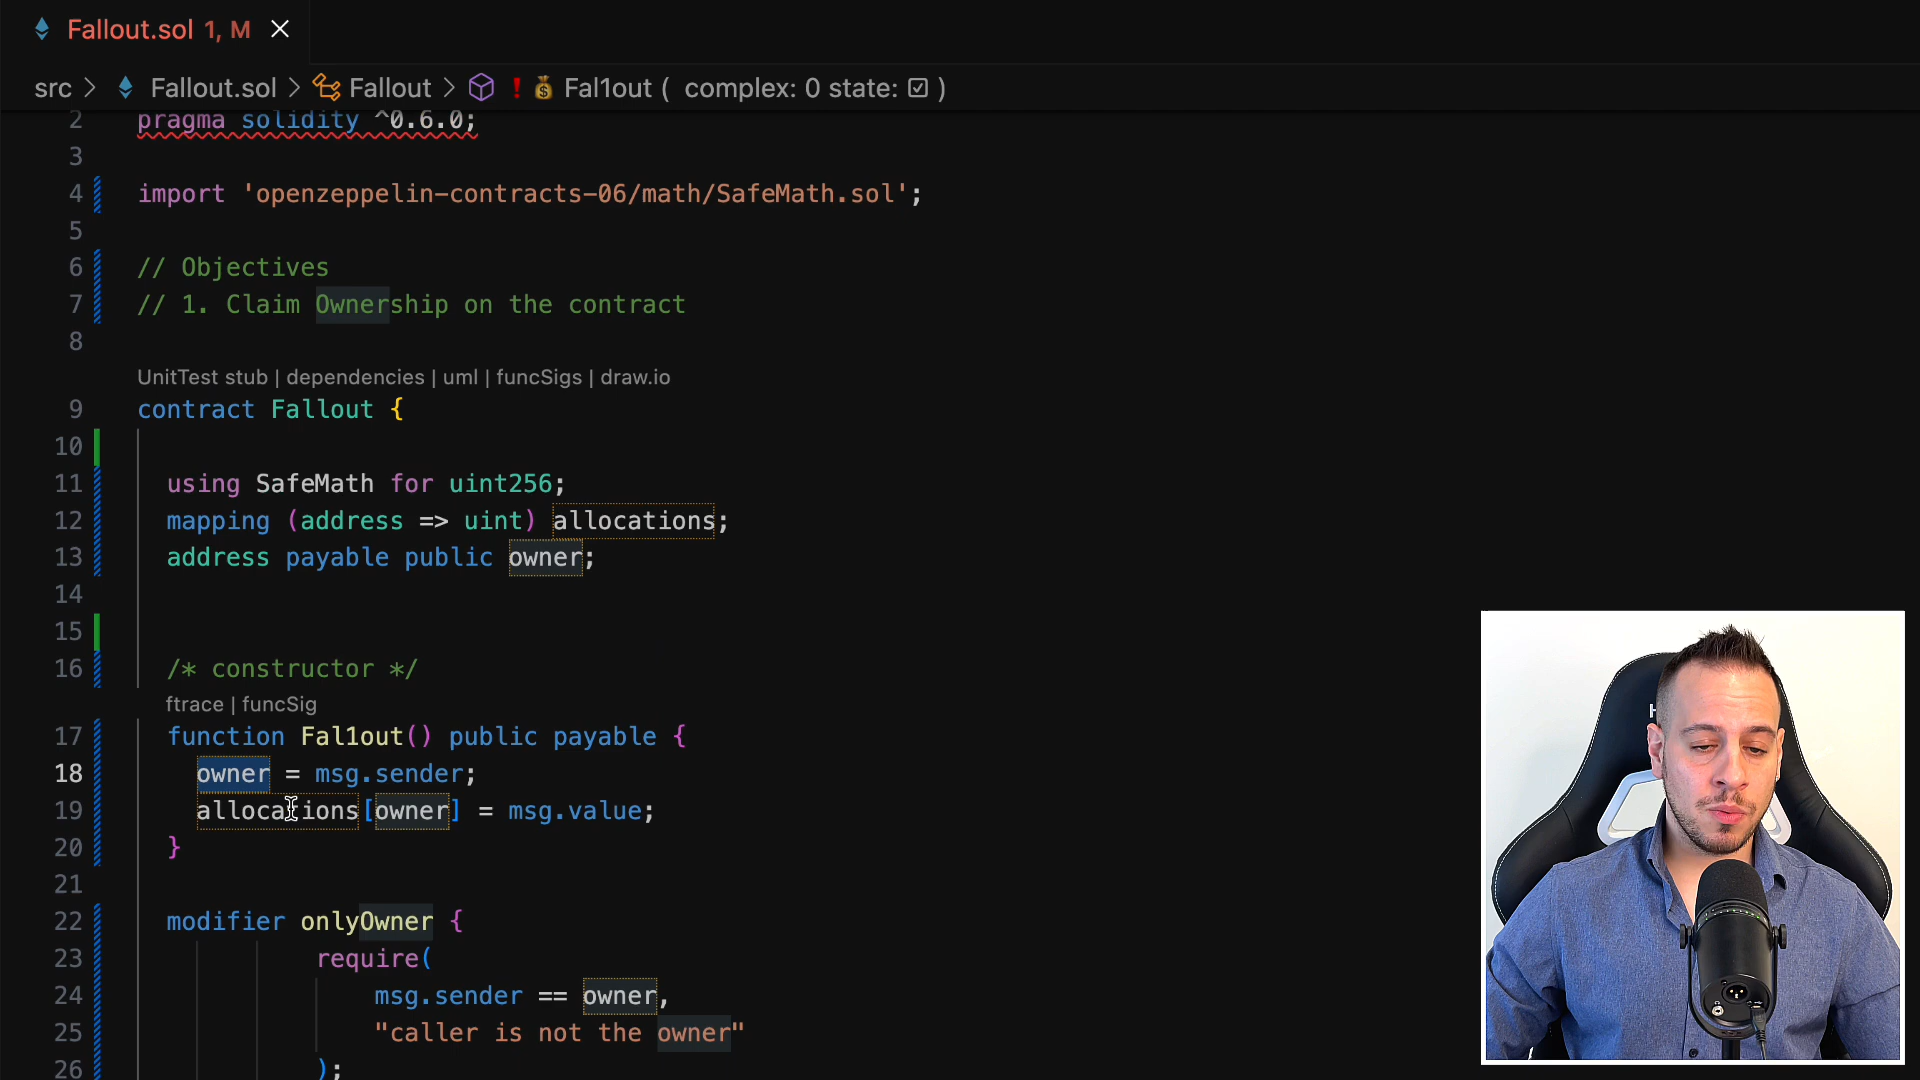 Fallout.sol 1, M
src > Fallout.sol > Fallout > ! Fal1out ( complex: 0 state: ☑ )
2 pragma solidity ^0.6.0;
3
4 import 'openzeppelin-contracts-06/math/SafeMath.sol';
5
6 // Objectives
7 // 1. Claim Ownership on the contract
8
UnitTest stub | dependencies | uml | funcSigs | draw.io
9 contract Fallout {
10
11 using SafeMath for uint256;
12 mapping (address => uint) allocations;
13 address payable public owner;
14
15
16 /* constructor */
ftrace | funcSig
17 function Fal1out() public payable {
18 owner = msg.sender;
19 allocations[owner] = msg.value;
20 }
21
22 modifier onlyOwner {
23 require(
24 msg.sender == owner,
25 "caller is not the owner"
26 );